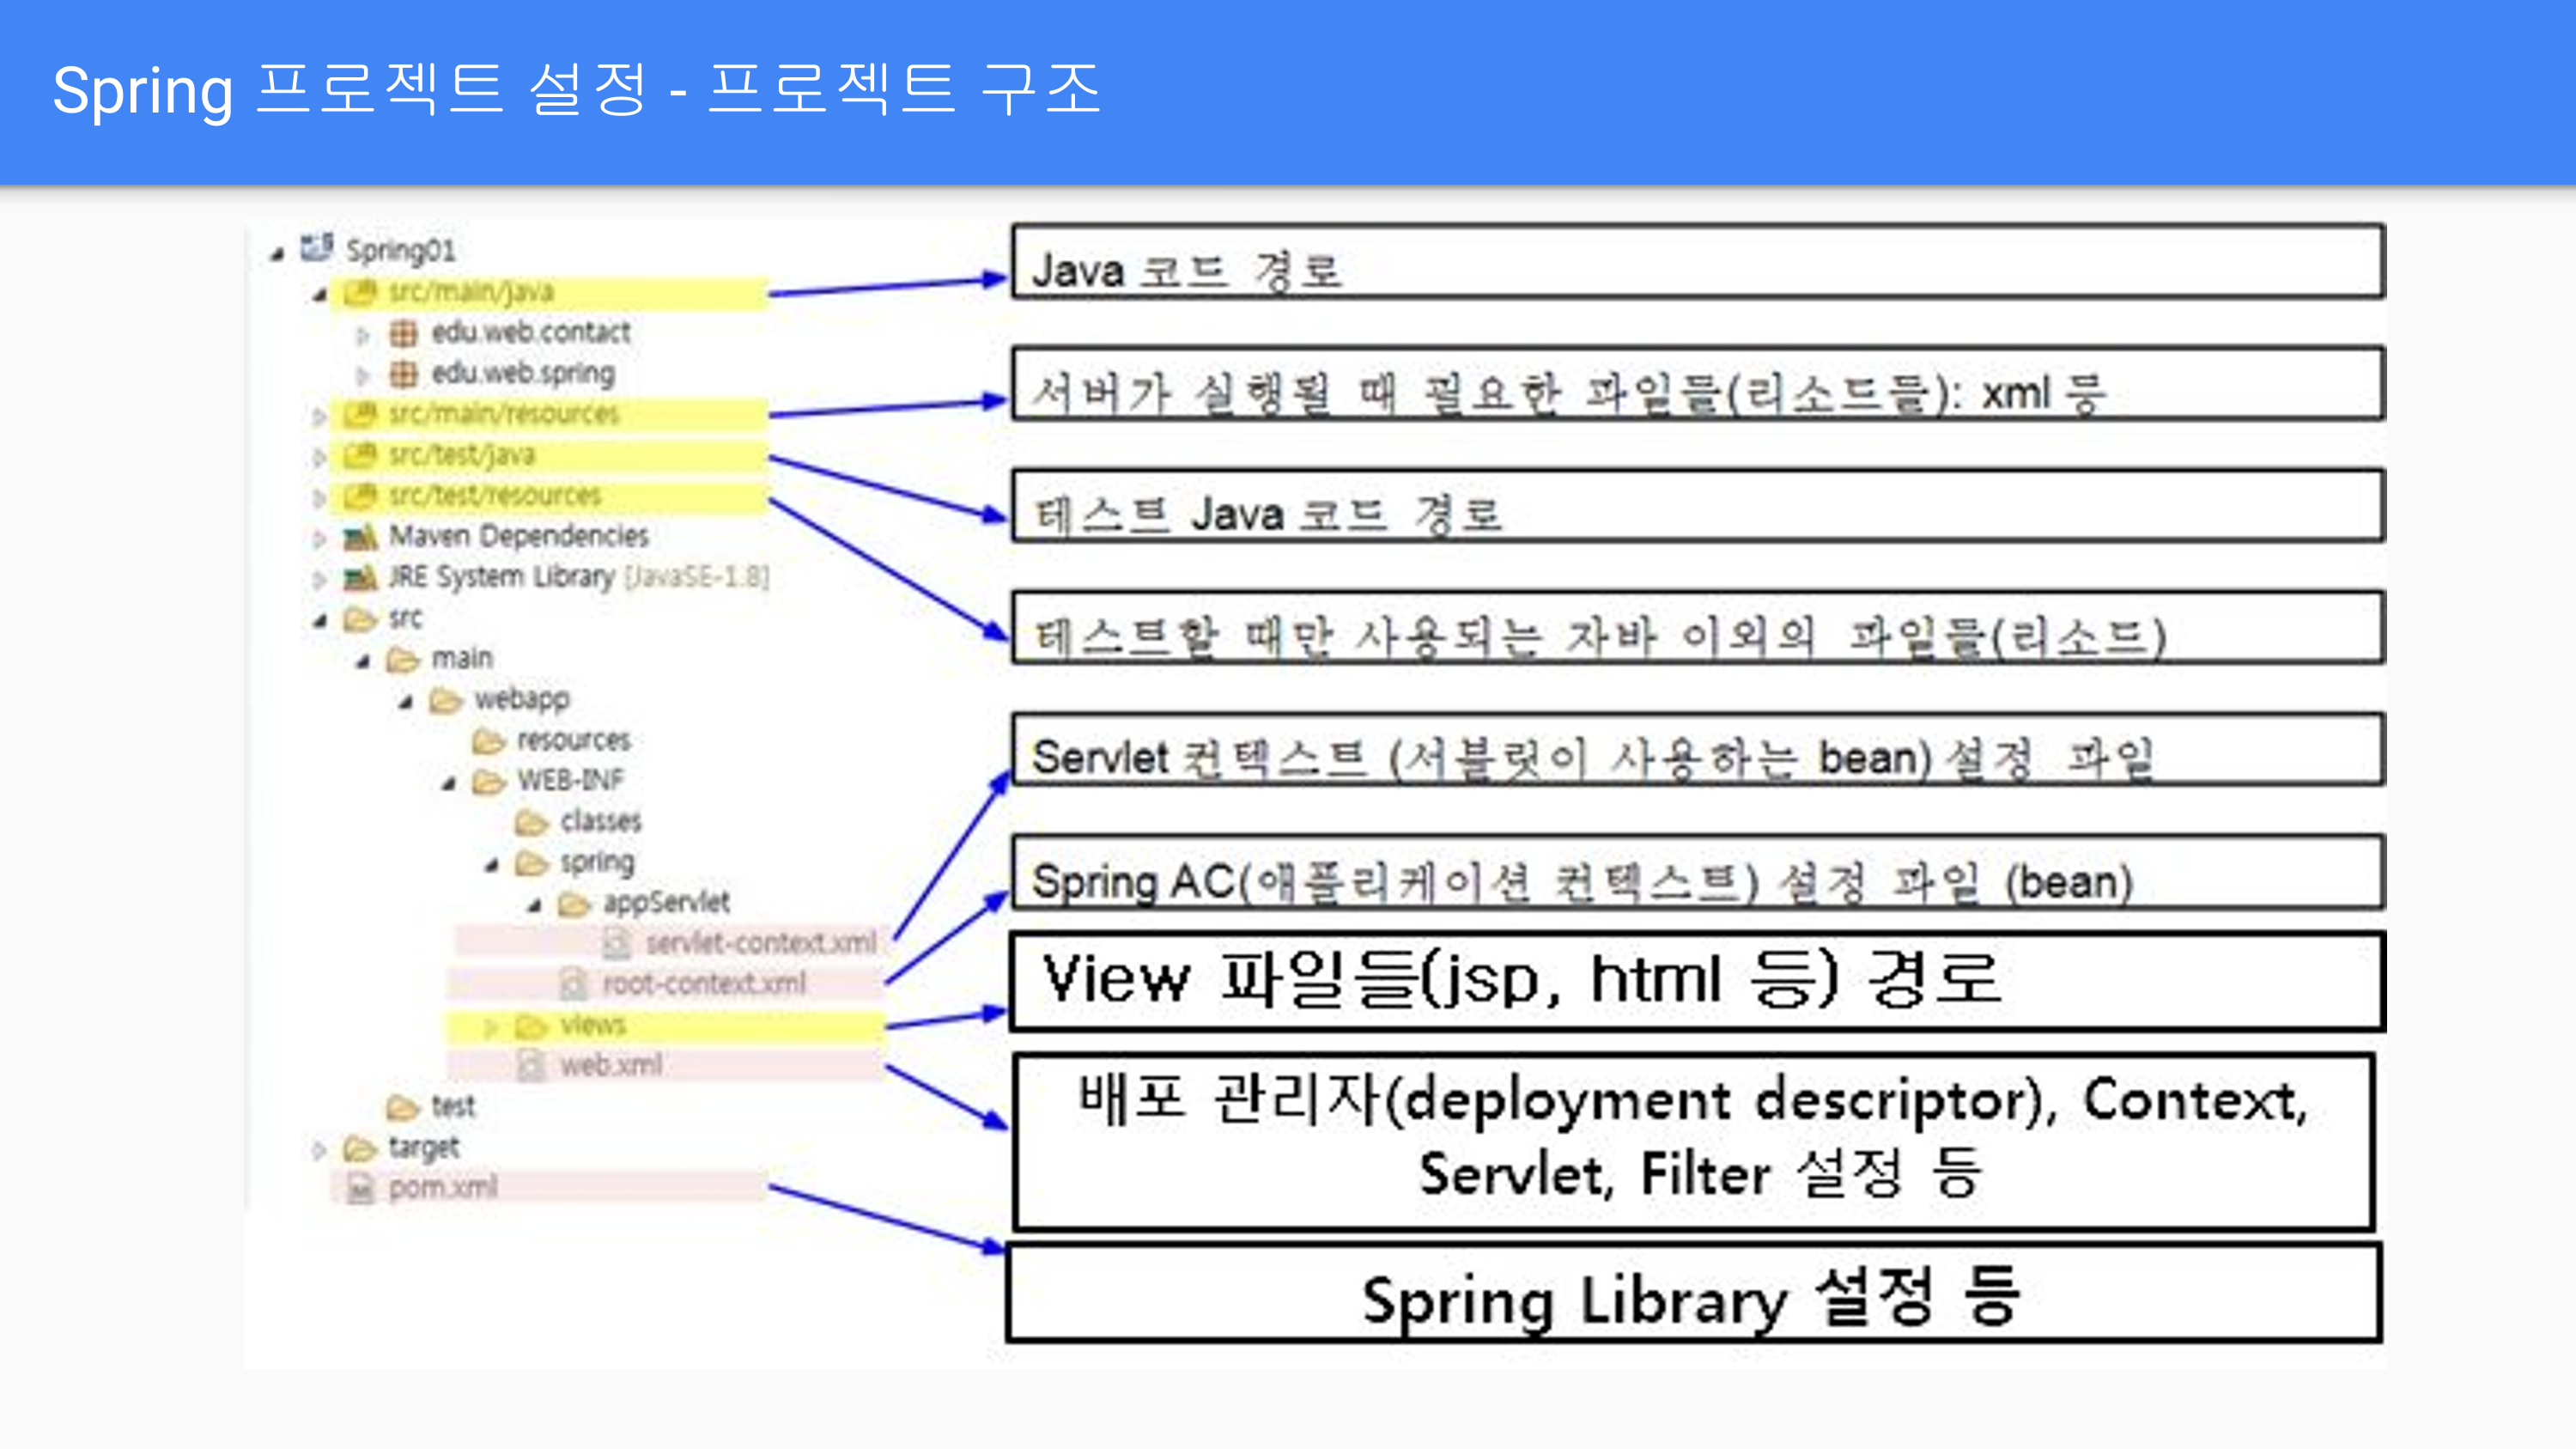 Spring 프로젝트 설정 - 프로젝트 구조
Spring01
src/main/java
edu.web.contact
edu.web.spring
src/main/resources
src/test/java
src/test/resources
Maven Dependencies
JRE System Library [JavaSE-1.8]
src
main
webapp
resources
WEB-INF
classes
spring
appServlet
servlet-context.xml
root-context.xml
views
web.xml
test
target
pom.xml
Java 코드 경로
서버가 실행될 때 필요한 파일들(리소드들): xml 등
테스트 Java 코드 경로
테스트할 때만 사용되는 자바 이외의 파일들(리소드)
Servlet 컨텍스트 (서블릿이 사용하는 bean) 설정 파일
Spring AC(애플리케이션 컨텍스트) 설정 파일 (bean)
View 파일들(jsp, html 등) 경로
배포 관리자(deployment descriptor), Context,
Servlet, Filter 설정 등
Spring Library 설정 등